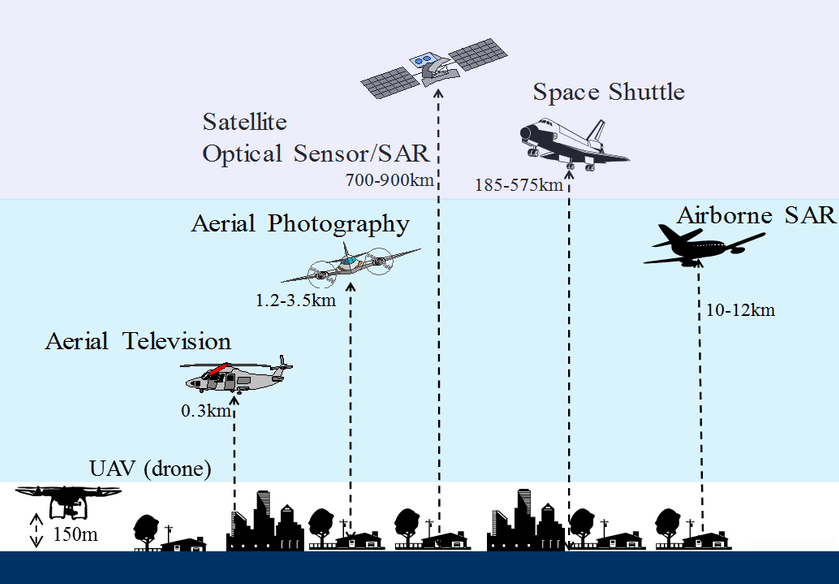 Space Shuttle
Satellite
Optical Sensor/SAR
700-900km
185-575km
Airborne SAR
Aerial Photography
1.2-3.5km
10-12km
Aerial Television
0.3km
UAV (drone)
150m